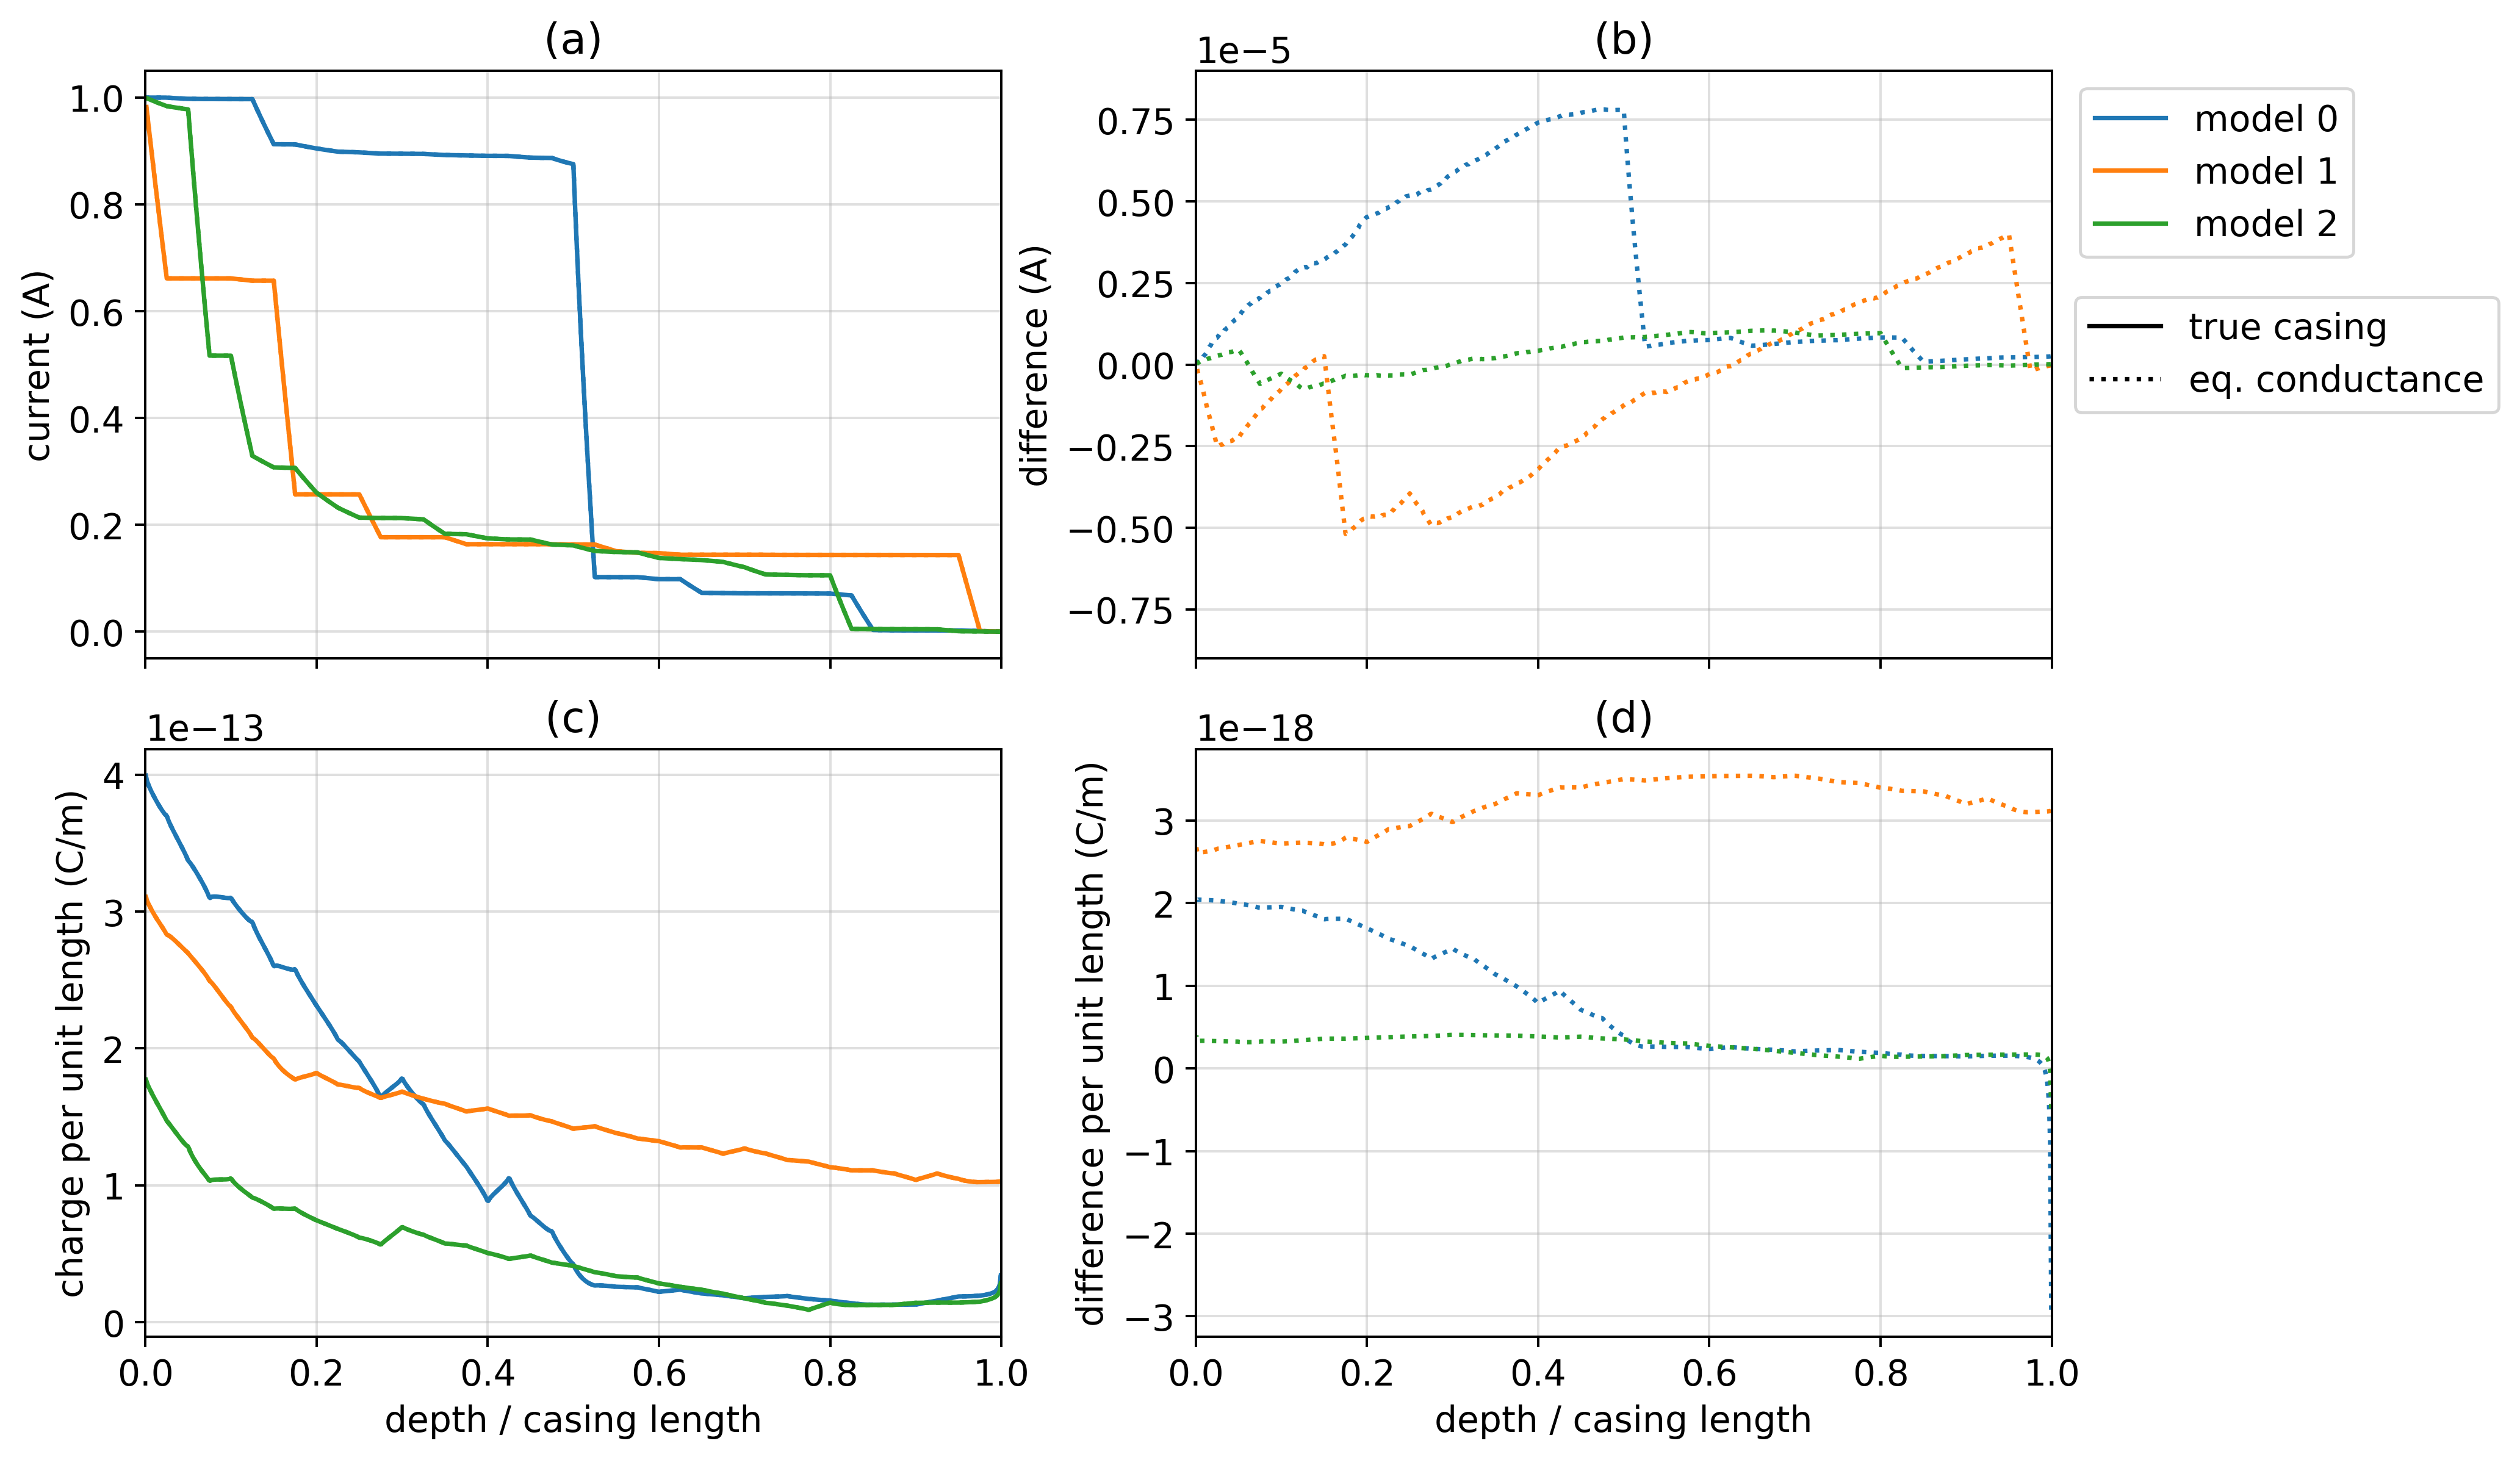 (a)
1.0
0.8
0.6
0.4
0.2
0.0
current (A)
(b)
1e−5
0.75
0.50
0.25
0.00
−0.25
−0.50
−0.75
difference (A)
model 0
model 1
model 2
true casing
eq. conductance
(c)
1e−13
4
3
2
1
0
charge per unit length (C/m)
0.0 0.2 0.4 0.6 0.8 1.0
depth / casing length
(d)
1e−18
3
2
1
0
−1
−2
−3
difference per unit length (C/m)
0.0 0.2 0.4 0.6 0.8 1.0
depth / casing length